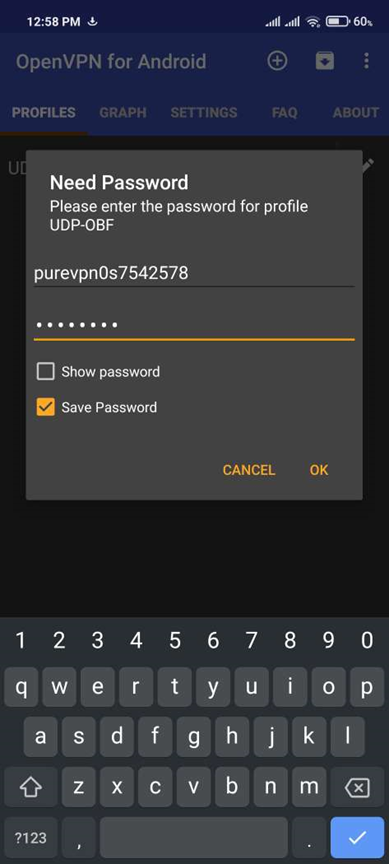 12:58 PM
60%
OpenVPN for Android
PROFILES GRAPH SETTINGS FAQ ABOUT
Need Password
Please enter the password for profile
UDP-OBF
purevpn0s7542578
••••••••
Show password
Save Password
CANCEL OK
1 2 3 4 5 6 7 8 9 0
q w e r t y u i o p
a s d f g h j k l
z x c v b n m
?123 , .